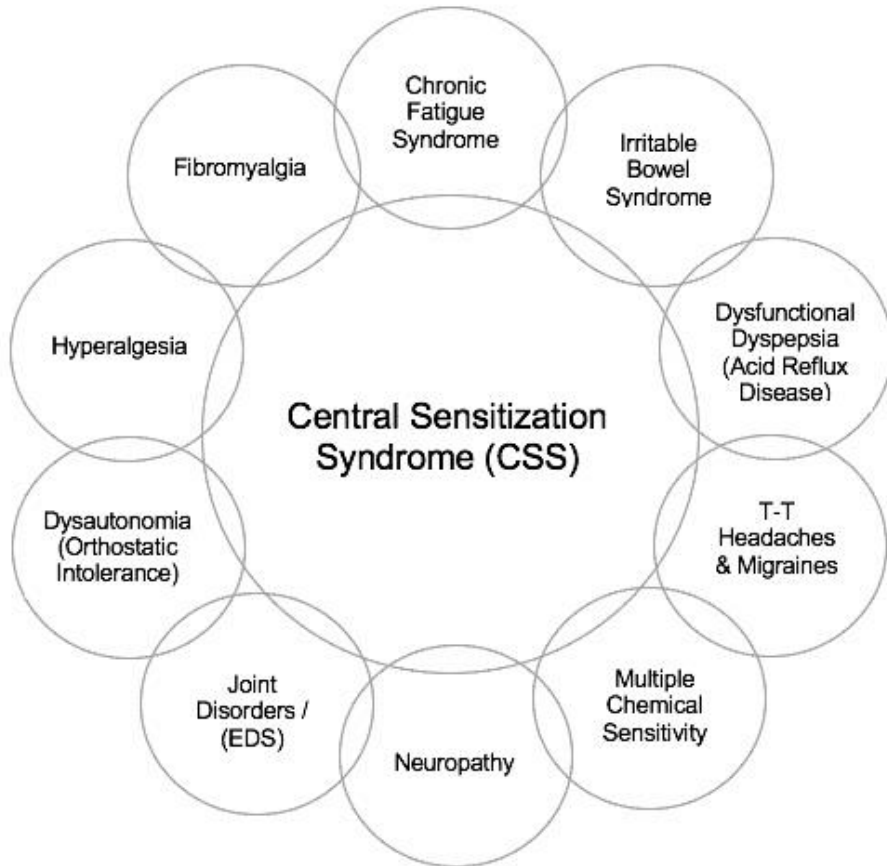 Chronic
Fatigue
Syndrome
Irritable
Bowel
Syndrome
Dysfunctional
Dyspepsia
(Acid Reflux
Disease)
T-T
Headaches
& Migraines
Multiple
Chemical
Sensitivity
Neuropathy
Joint
Disorders /
(EDS)
Dysautonomia
(Orthostatic
Intolerance)
Hyperalgesia
Fibromyalgia
Central Sensitization
Syndrome (CSS)